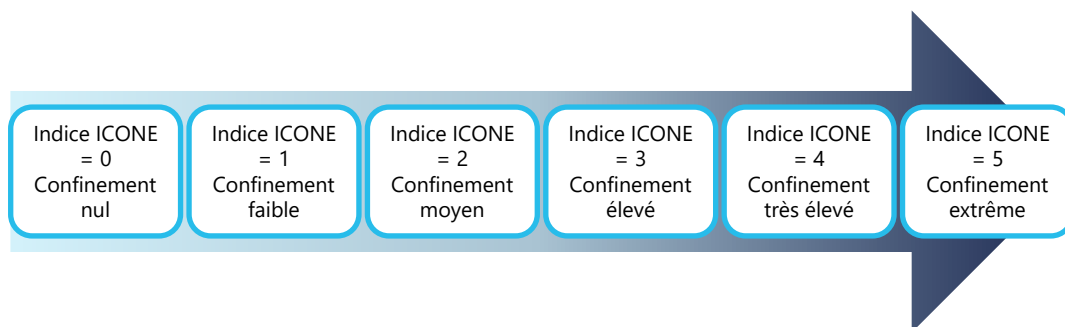 Indice ICONE
= 0
Confinement
nul
Indice ICONE
= 1
Confinement
faible
Indice ICONE
= 2
Confinement
moyen
Indice ICONE
= 3
Confinement
élevé
Indice ICONE
= 4
Confinement
très élevé
Indice ICONE
= 5
Confinement
extrême